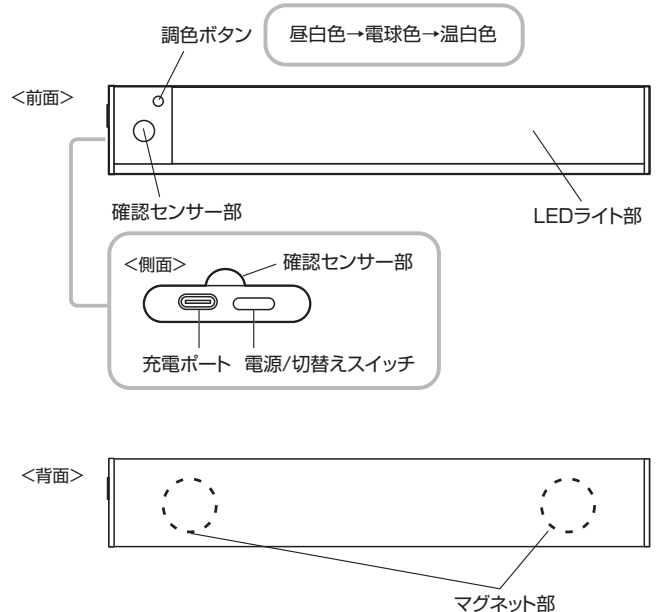 調色ボタン
昼白色→電球色→温白色
<前面>
確認センサー部
LEDライト部
<側面>
確認センサー部
充電ポート
電源/切替えスイッチ
<背面>
マグネット部